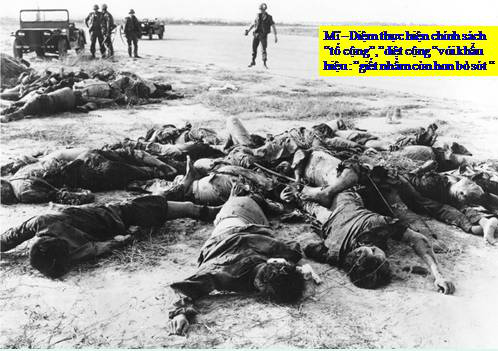 Mĩ – Diệm thực hiện chính sách
"tố cộng", "diệt cộng" với khẩu
hiệu : "giết nhầm còn hơn bỏ sót "